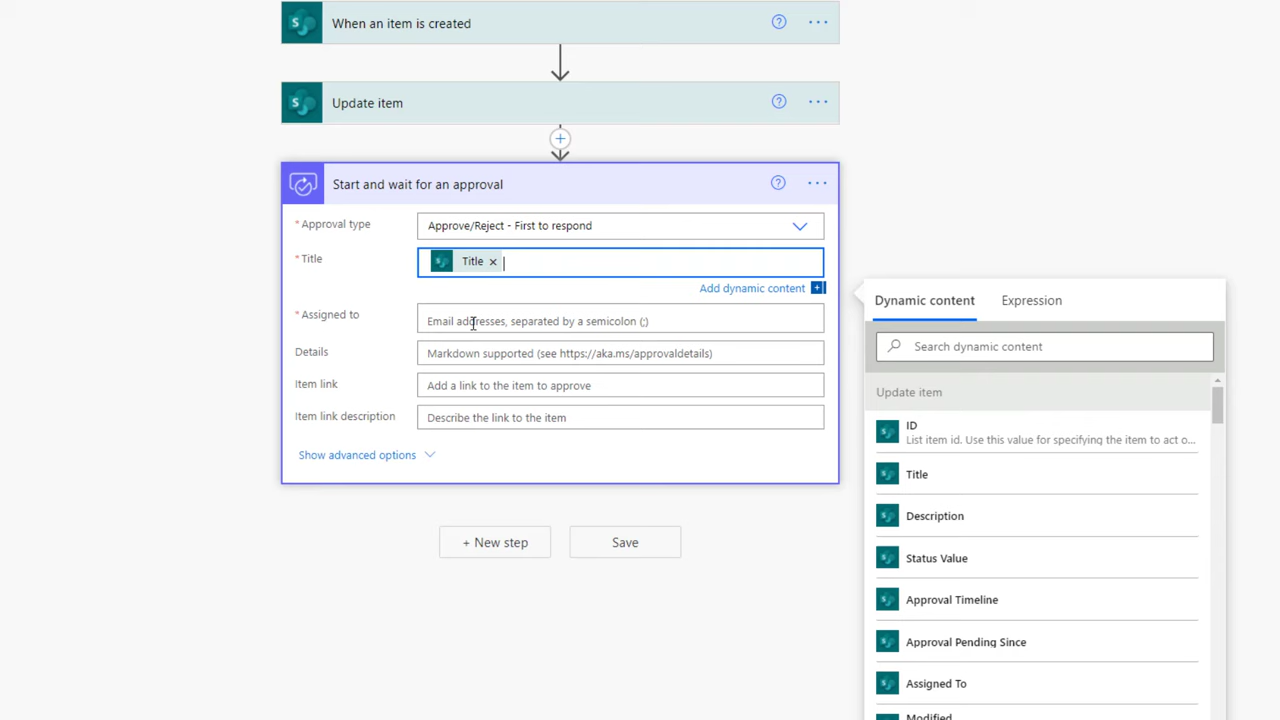 When an item is created
Update item
Start and wait for an approval
* Approval type
Approve/Reject - First to respond
* Title
Title ×
Add dynamic content
* Assigned to
Email addresses, separated by a semicolon (;)
Details
Markdown supported (see https://aka.ms/approvaldetails)
Item link
Add a link to the item to approve
Item link description
Describe the link to the item
Show advanced options
+ New step
Save
Dynamic content
Expression
Search dynamic content
Update item
ID
List item id. Use this value for specifying the item to act o...
Title
Description
Status Value
Approval Timeline
Approval Pending Since
Assigned To
Modified